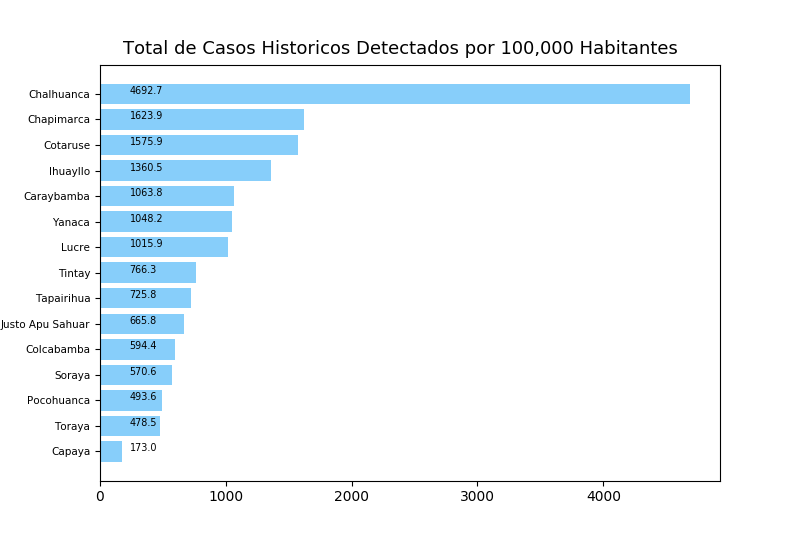 Total de Casos Historicos Detectados por 100,000 Habitantes
Chalhuanca 4692.7
Chapimarca 1623.9
Cotaruse 1575.9
Ihuayllo 1360.5
Caraybamba 1063.8
Yanaca 1048.2
Lucre 1015.9
Tintay 766.3
Tapairihua 725.8
Justo Apu Sahuar 665.8
Colcabamba 594.4
Soraya 570.6
Pocohuanca 493.6
Toraya 478.5
Capaya 173.0
0 1000 2000 3000 4000